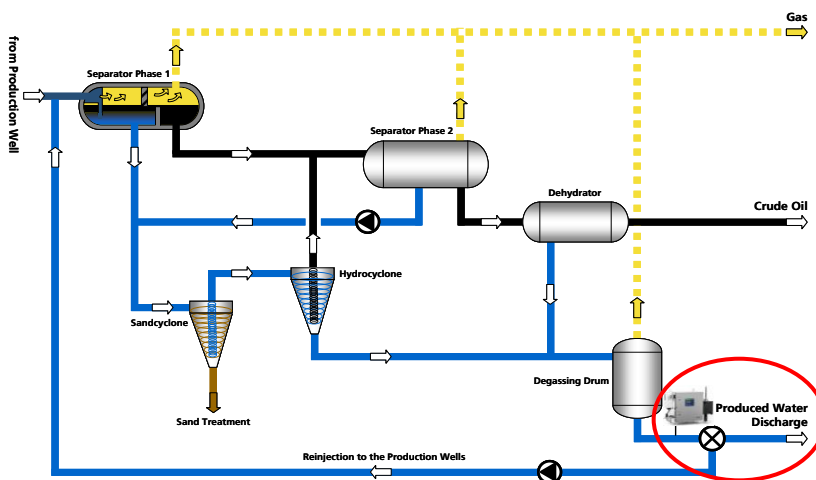 Gas
from Production
Well
Separator Phase 1
Separator Phase 2
Dehydrator
Crude Oil
Hydrocyclone
Sandcyclone
Degassing Drum
Produced Water
Discharge
Sand Treatment
Reinjection to the Production Wells